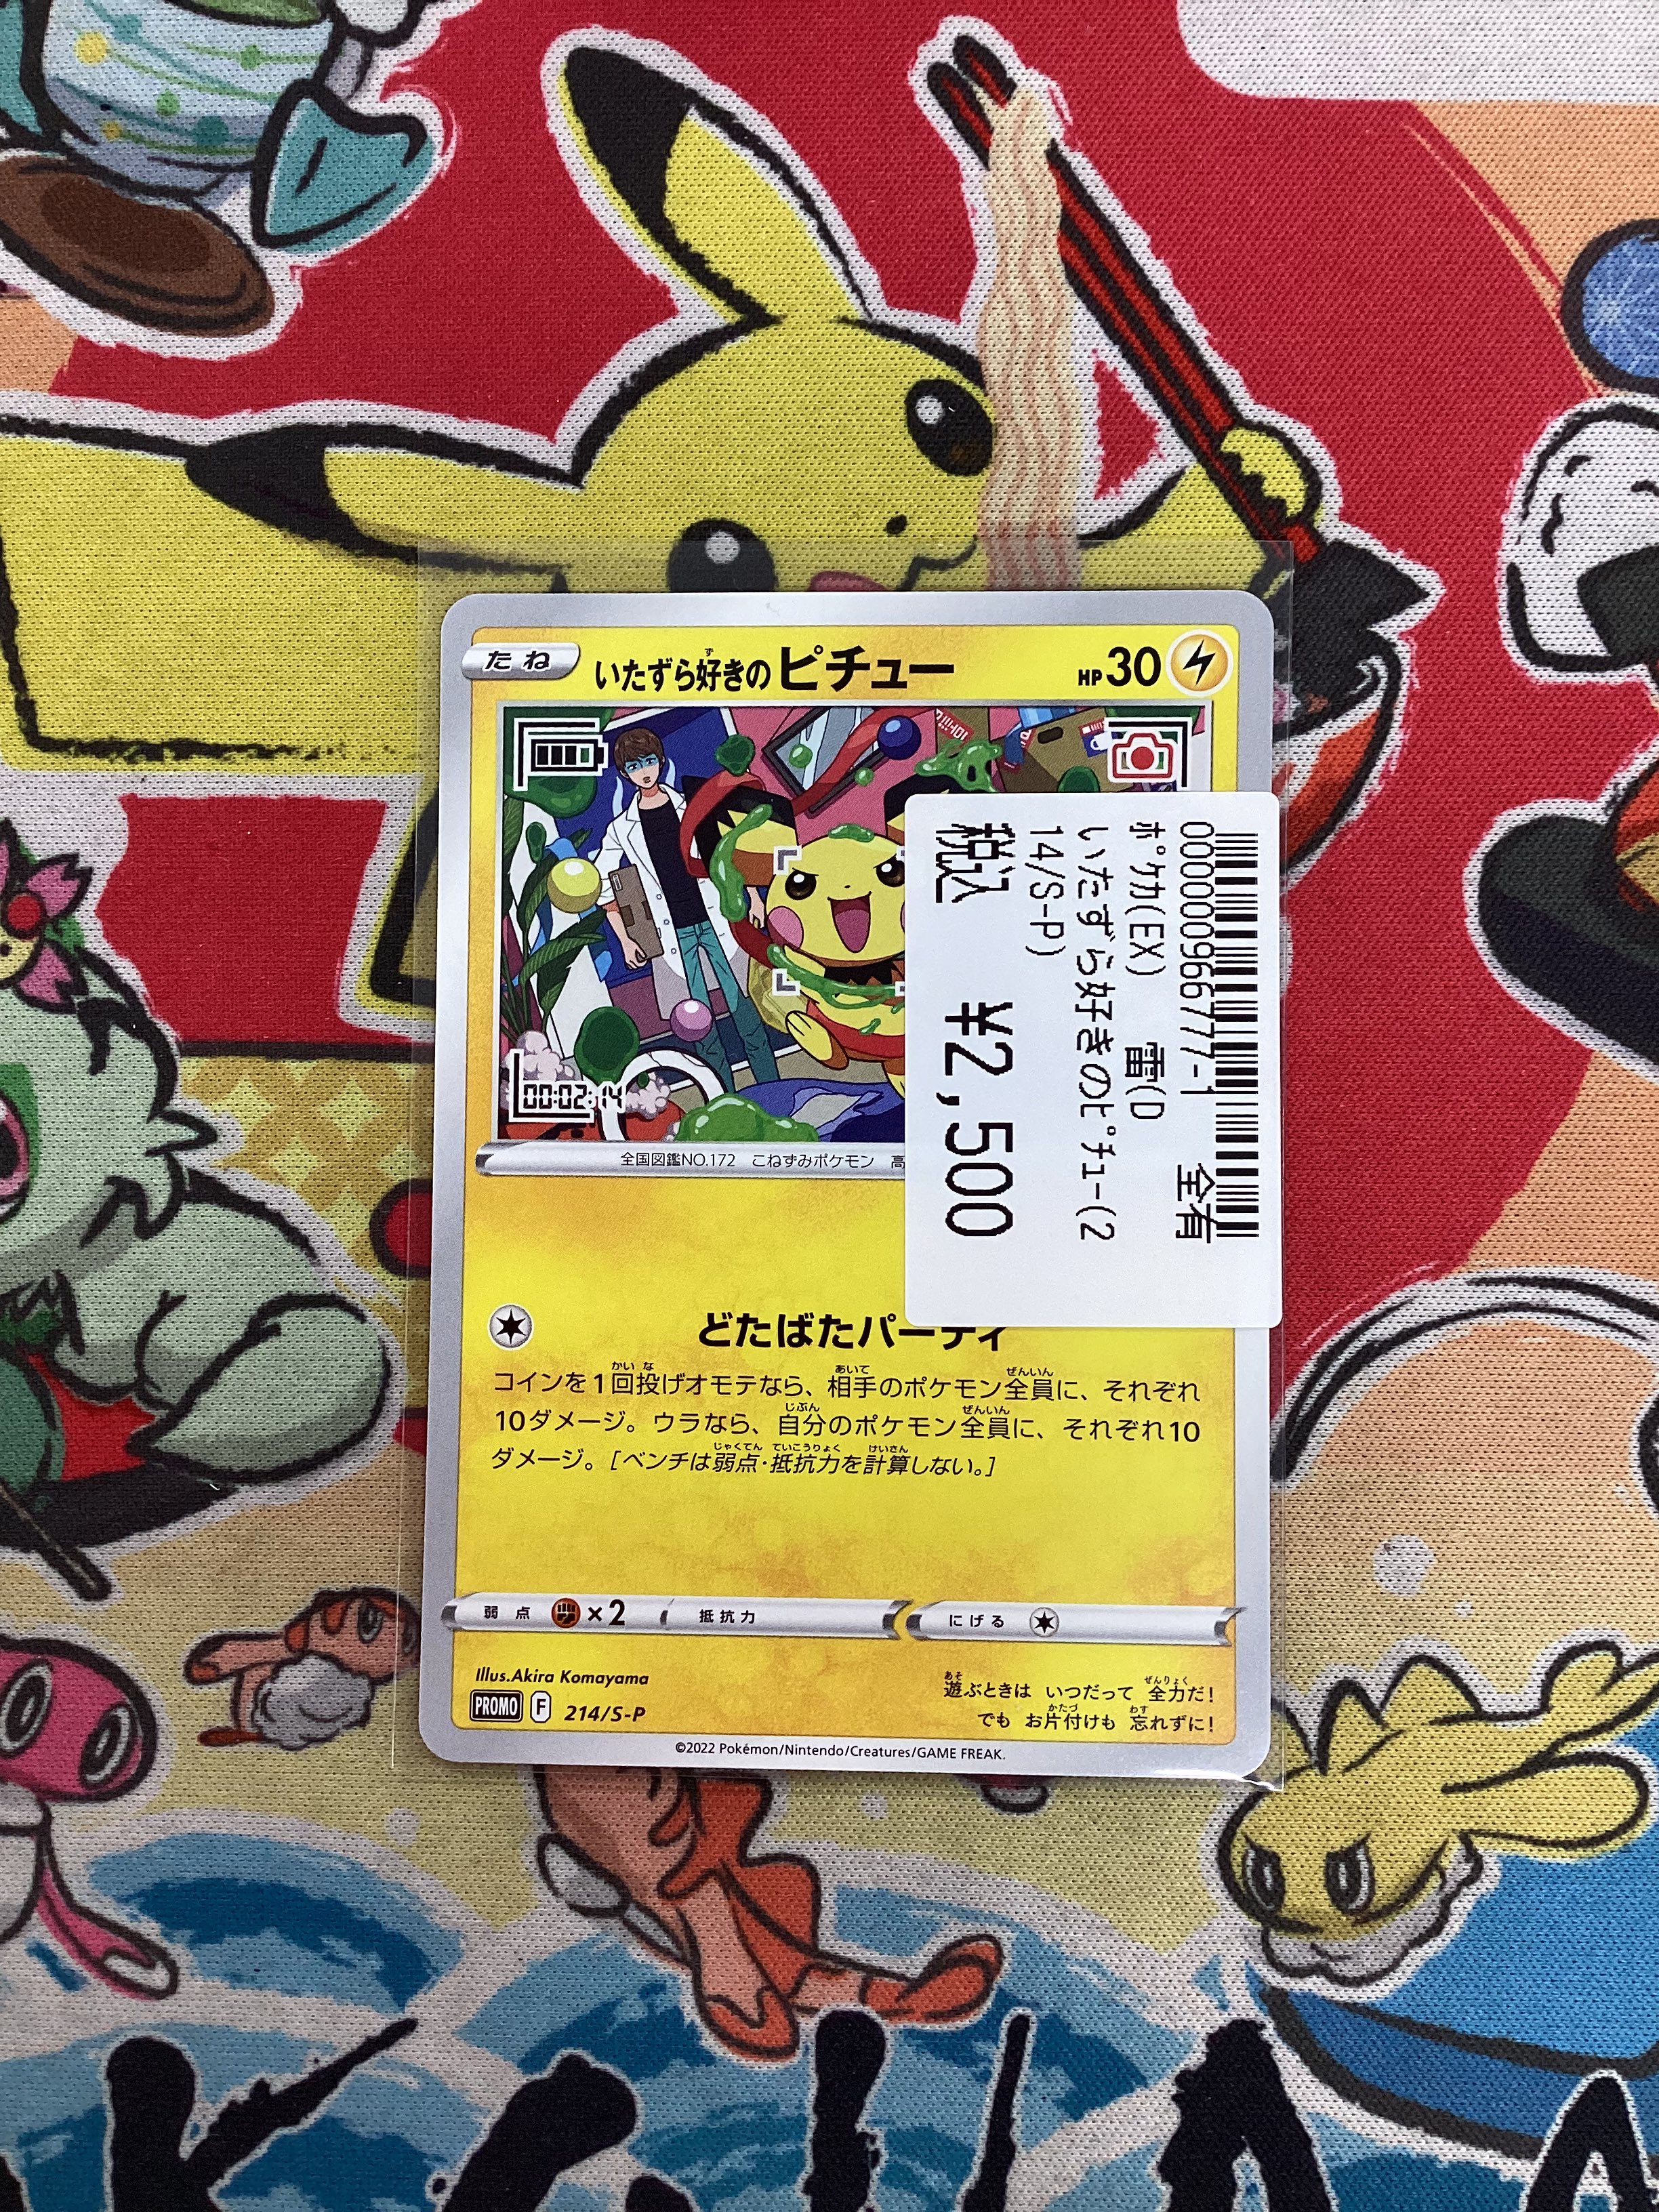 たね
いたずら好きのピチュー
HP30
00:02:14
全国図鑑NO.172 こねずみポケモン 高
000000966777-1
全有
ポケカ(EX) 雷(D
いたずら好きのピチュー(2
14/S-P)
税込 ¥2,500
どたばたパーティ
コインを1回投げオモテなら、相手のポケモン全員に、それぞれ
10ダメージ。ウラなら、自分のポケモン全員に、それぞれ10
ダメージ。[ベンチは弱点・抵抗力を計算しない。]
弱点 ×2 抵抗力 にげる
Illus.Akira Komayama
PROMO F 214/S-P
遊ぶときは いつだって 全力だ!
でも お片付けも 忘れずに!
©2022 Pokémon/Nintendo/Creatures/GAME FREAK.